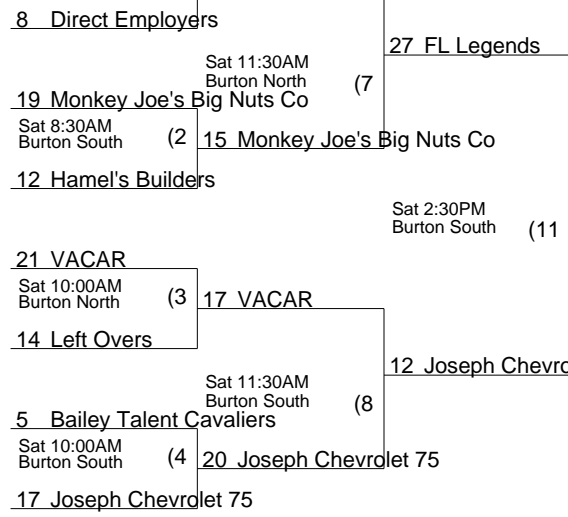 8 Direct Employers
27 FL Legends
Sat 11:30AM
Burton North (7
19 Monkey Joe's Big Nuts Co
Sat 8:30AM
Burton South (2
15 Monkey Joe's Big Nuts Co
12 Hamel's Builders
Sat 2:30PM
Burton South (11
21 VACAR
Sat 10:00AM
Burton North (3
17 VACAR
14 Left Overs
12 Joseph Chevro
Sat 11:30AM
Burton South (8
5 Bailey Talent Cavaliers
Sat 10:00AM
Burton South (4
20 Joseph Chevrolet 75
17 Joseph Chevrolet 75